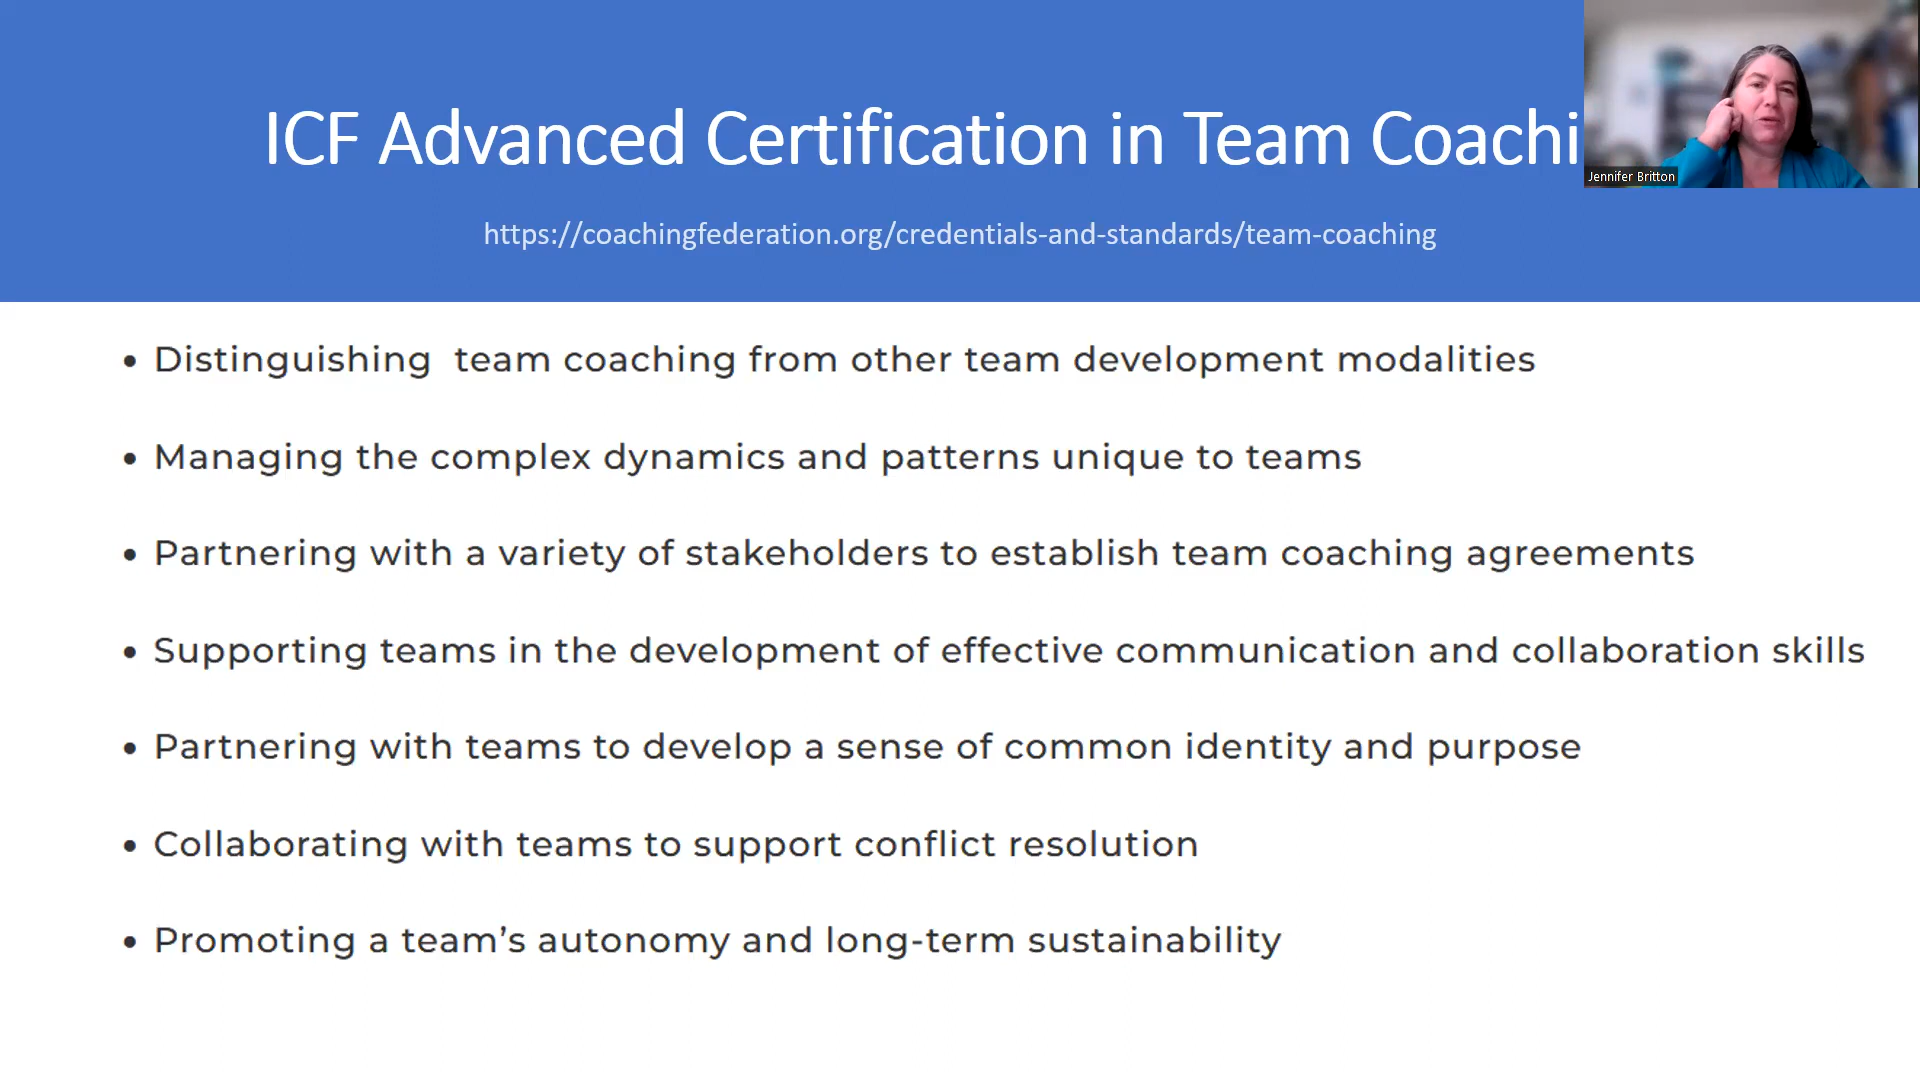 ICF Advanced Certification in Team Coachi
Jennifer Britton
https://coachingfederation.org/credentials-and-standards/team-coaching
• Distinguishing  team coaching from other team development modalities
• Managing the complex dynamics and patterns unique to teams
• Partnering with a variety of stakeholders to establish team coaching agreements
• Supporting teams in the development of effective communication and collaboration skills
• Partnering with teams to develop a sense of common identity and purpose
• Collaborating with teams to support conflict resolution
• Promoting a team’s autonomy and long-term sustainability